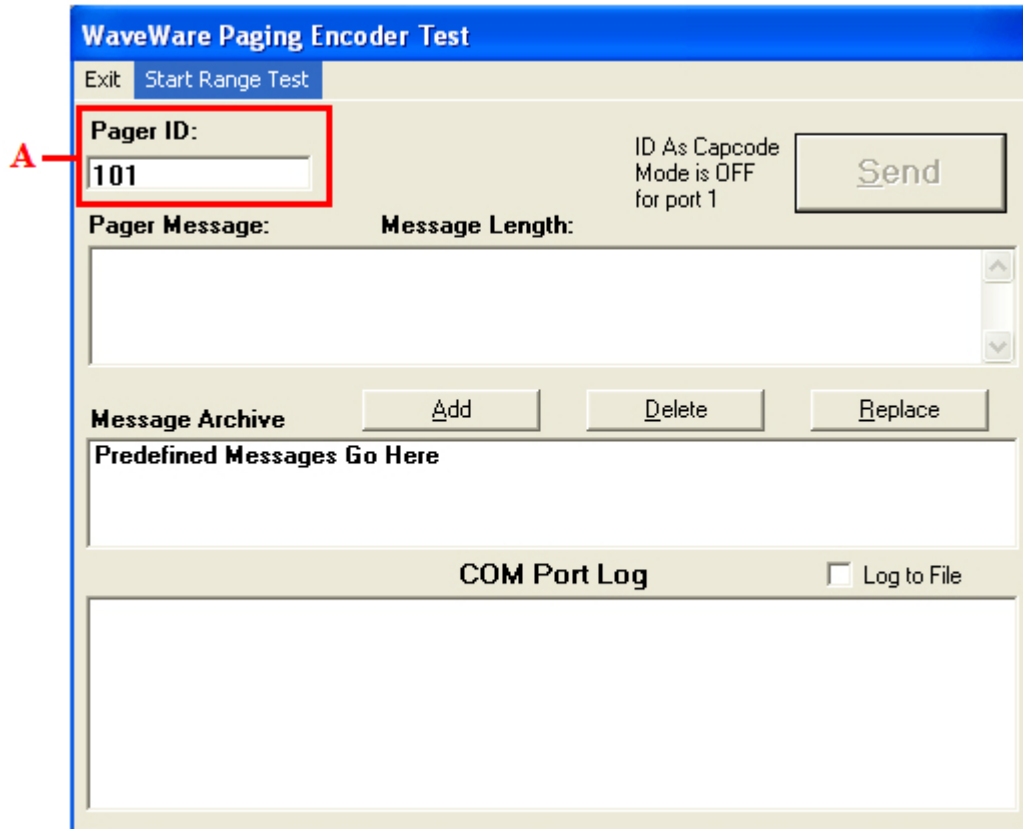 WaveWare Paging Encoder Test
Exit Start Range Test
Pager ID:
A
101
ID As Capcode
Mode is OFF
for port 1
Send
Pager Message: Message Length:
Message Archive Add Delete Replace
Predefined Messages Go Here
COM Port Log Log to File